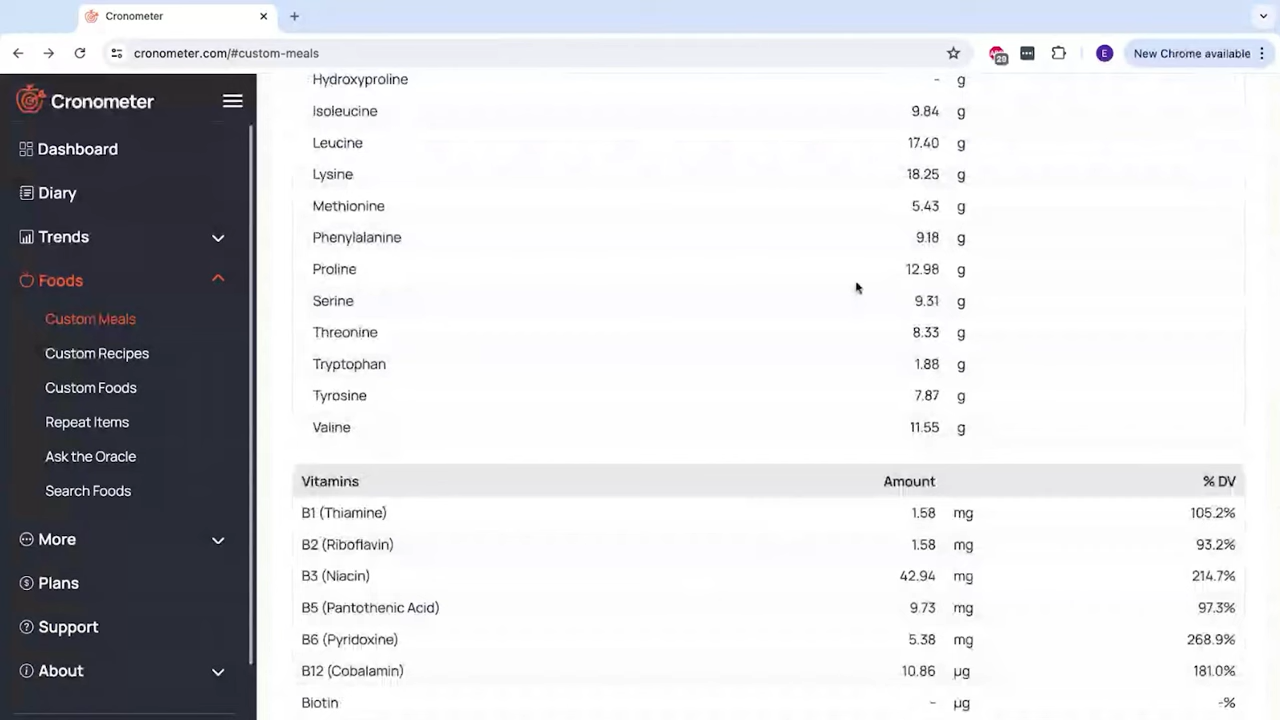 Cronometer
cronometer.com/#custom-meals
29
E
New Chrome available
Cronometer
Dashboard
Diary
Trends
Foods
Custom Meals
Custom Recipes
Custom Foods
Repeat Items
Ask the Oracle
Search Foods
More
Plans
Support
About
Hydroxyproline - g
Isoleucine 9.84 g
Leucine 17.40 g
Lysine 18.25 g
Methionine 5.43 g
Phenylalanine 9.18 g
Proline 12.98 g
Serine 9.31 g
Threonine 8.33 g
Tryptophan 1.88 g
Tyrosine 7.87 g
Valine 11.55 g
Vitamins Amount % DV
B1 (Thiamine) 1.58 mg 105.2%
B2 (Riboflavin) 1.58 mg 93.2%
B3 (Niacin) 42.94 mg 214.7%
B5 (Pantothenic Acid) 9.73 mg 97.3%
B6 (Pyridoxine) 5.38 mg 268.9%
B12 (Cobalamin) 10.86 µg 181.0%
Biotin - µg -%